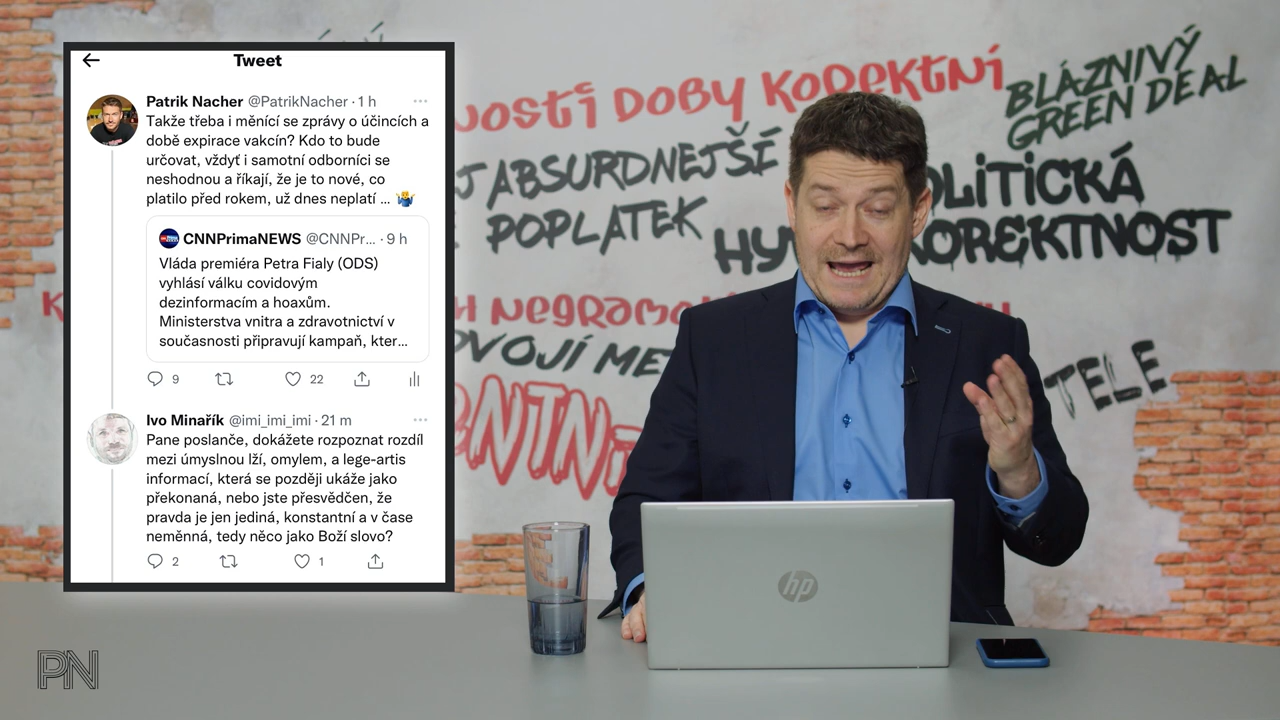 Tweet
Patrik Nacher @PatrikNacher · 1 h
Takže třeba i měnící se zprávy o účincích a
době expirace vakcín? Kdo to bude
určovat, vždyť i samotní odborníci se
neshodnou a říkají, že je to nové, co
platilo před rokem, už dnes neplatí ... 🤷‍♂️
CNNPrimaNEWS @CNNPr... · 9 h
Vláda premiéra Petra Fialy (ODS)
vyhlásí válku covidovým
dezinformacím a hoaxům.
Ministerstva vnitra a zdravotnictví v
současnosti připravují kampaň, kter...
9
22
Ivo Minařík @imi_imi_imi · 21 m
Pane poslanče, dokážete rozpoznat rozdíl
mezi úmyslnou lží, omylem, a lege-artis
informací, která se později ukáže jako
překonaná, nebo jste přesvědčen, že
pravda je jen jediná, konstantní a v čase
neměnná, tedy něco jako Boží slovo?
2
1
DOBY KOREKTNÍ
BLÁZNIVÝ
GREEN DEAL
ABSURDNEJŠÍ
POPLATEK
hp
PN